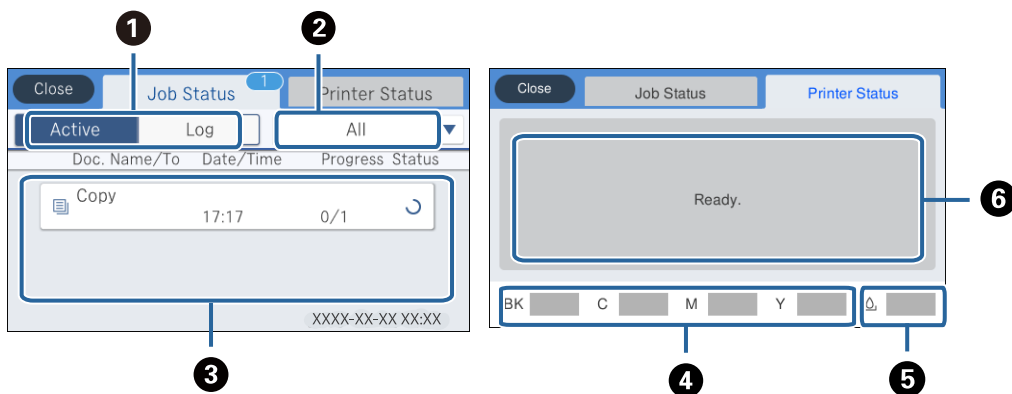 1 2
Close Job Status 1 Printer Status
Active Log All
Doc. Name/To Date/Time Progress Status
Copy
17:17 0/1
XXXX-XX-XX XX:XX
3
Close Job Status Printer Status
Ready.
6
BK C M Y
4 5